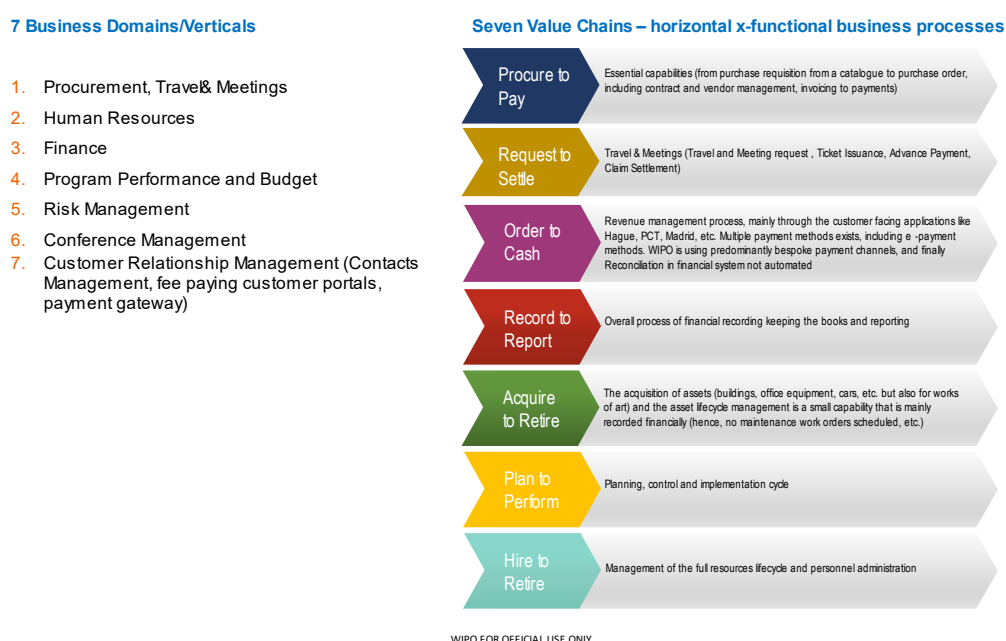 7 Business Domains/Verticals
1. Procurement, Travel& Meetings
2. Human Resources
3. Finance
4. Program Performance and Budget
5. Risk Management
6. Conference Management
7. Customer Relationship Management (Contacts
Management, fee paying customer portals,
payment gateway)
Seven Value Chains – horizontal x-functional business processes
Procure to
Pay
Essential capabilities (from purchase requisition from a catalogue to purchase order,
including contract and vendor management, invoicing to payments)
Request to
Settle
Travel & Meetings (Travel and Meeting request , Ticket Issuance, Advance Payment,
Claim Settlement)
Order to
Cash
Revenue management process, mainly through the customer facing applications like
Hague, PCT, Madrid, etc. Multiple payment methods exists, including e -payment
methods. WIPO is using predominantly bespoke payment channels, and finally
Reconciliation in financial system not automated
Record to
Report
Overall process of financial recording keeping the books and reporting
Acquire
to Retire
The acquisition of assets (buildings, office equipment, cars, etc. but also for works
of art) and the asset lifecycle management is a small capability that is mainly
recorded financially (hence, no maintenance work orders scheduled, etc.)
Plan to
Perform
Planning, control and implementation cycle
Hire to
Retire
Management of the full resources lifecycle and personnel administration
WIPO FOR OFFICIAL USE ONLY